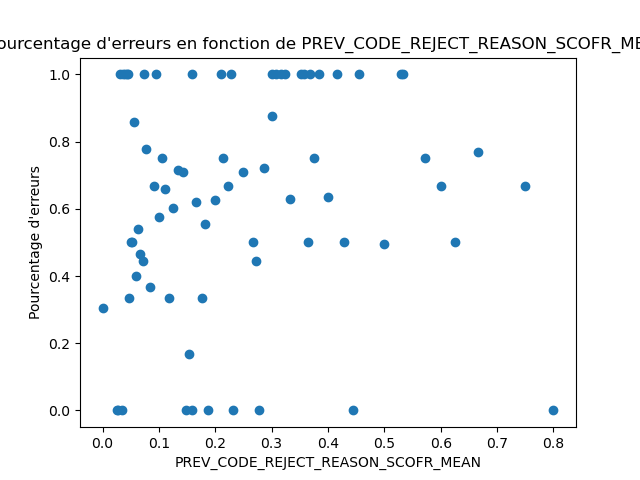 ourcentage d'erreurs en fonction de PREV_CODE_REJECT_REASON_SCOFR_ME
1.0
0.8
0.6
0.4
0.2
0.0
Pourcentage d'erreurs
0.0 0.1 0.2 0.3 0.4 0.5 0.6 0.7 0.8
PREV_CODE_REJECT_REASON_SCOFR_MEAN